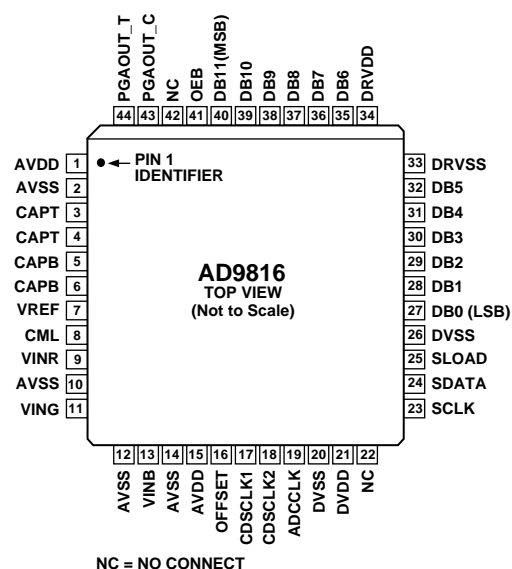 PGAOUT_T
PGAOUT_C
NC
OEB
DB11(MSB)
DB10
DB9
DB8
DB7
DB6
DRVDD
44 43 42 41 40 39 38 37 36 35 34
AVDD 1
PIN 1
IDENTIFIER
33 DRVSS
AVSS 2
32 DB5
CAPT 3
31 DB4
CAPT 4
30 DB3
CAPB 5
29 DB2
CAPB 6
28 DB1
VREF 7
27 DB0 (LSB)
CML 8
26 DVSS
VINR 9
25 SLOAD
AVSS 10
24 SDATA
VING 11
23 SCLK
AD9816
TOP VIEW
(Not to Scale)
12 13 14 15 16 17 18 19 20 21 22
AVSS
VINB
AVSS
AVDD
OFFSET
CDSCLK1
CDSCLK2
ADCCLK
DVSS
DVDD
NC
NC = NO CONNECT